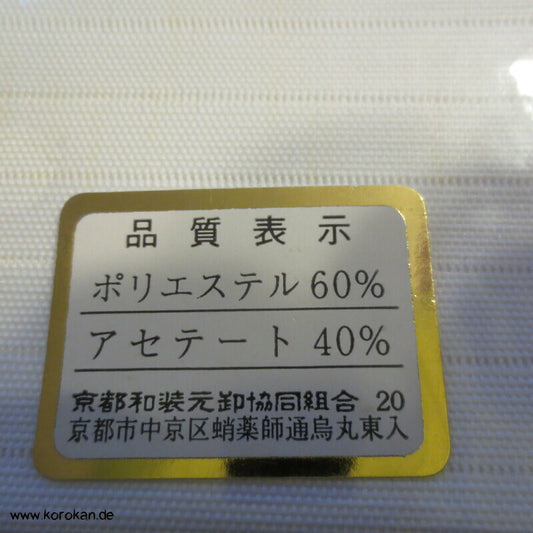 品質表示
ポリエステル 60%
アセテート 40%
京都和装元卸協同組合 20
京都市中京区蛸薬師通烏丸東入
www.korokan.de